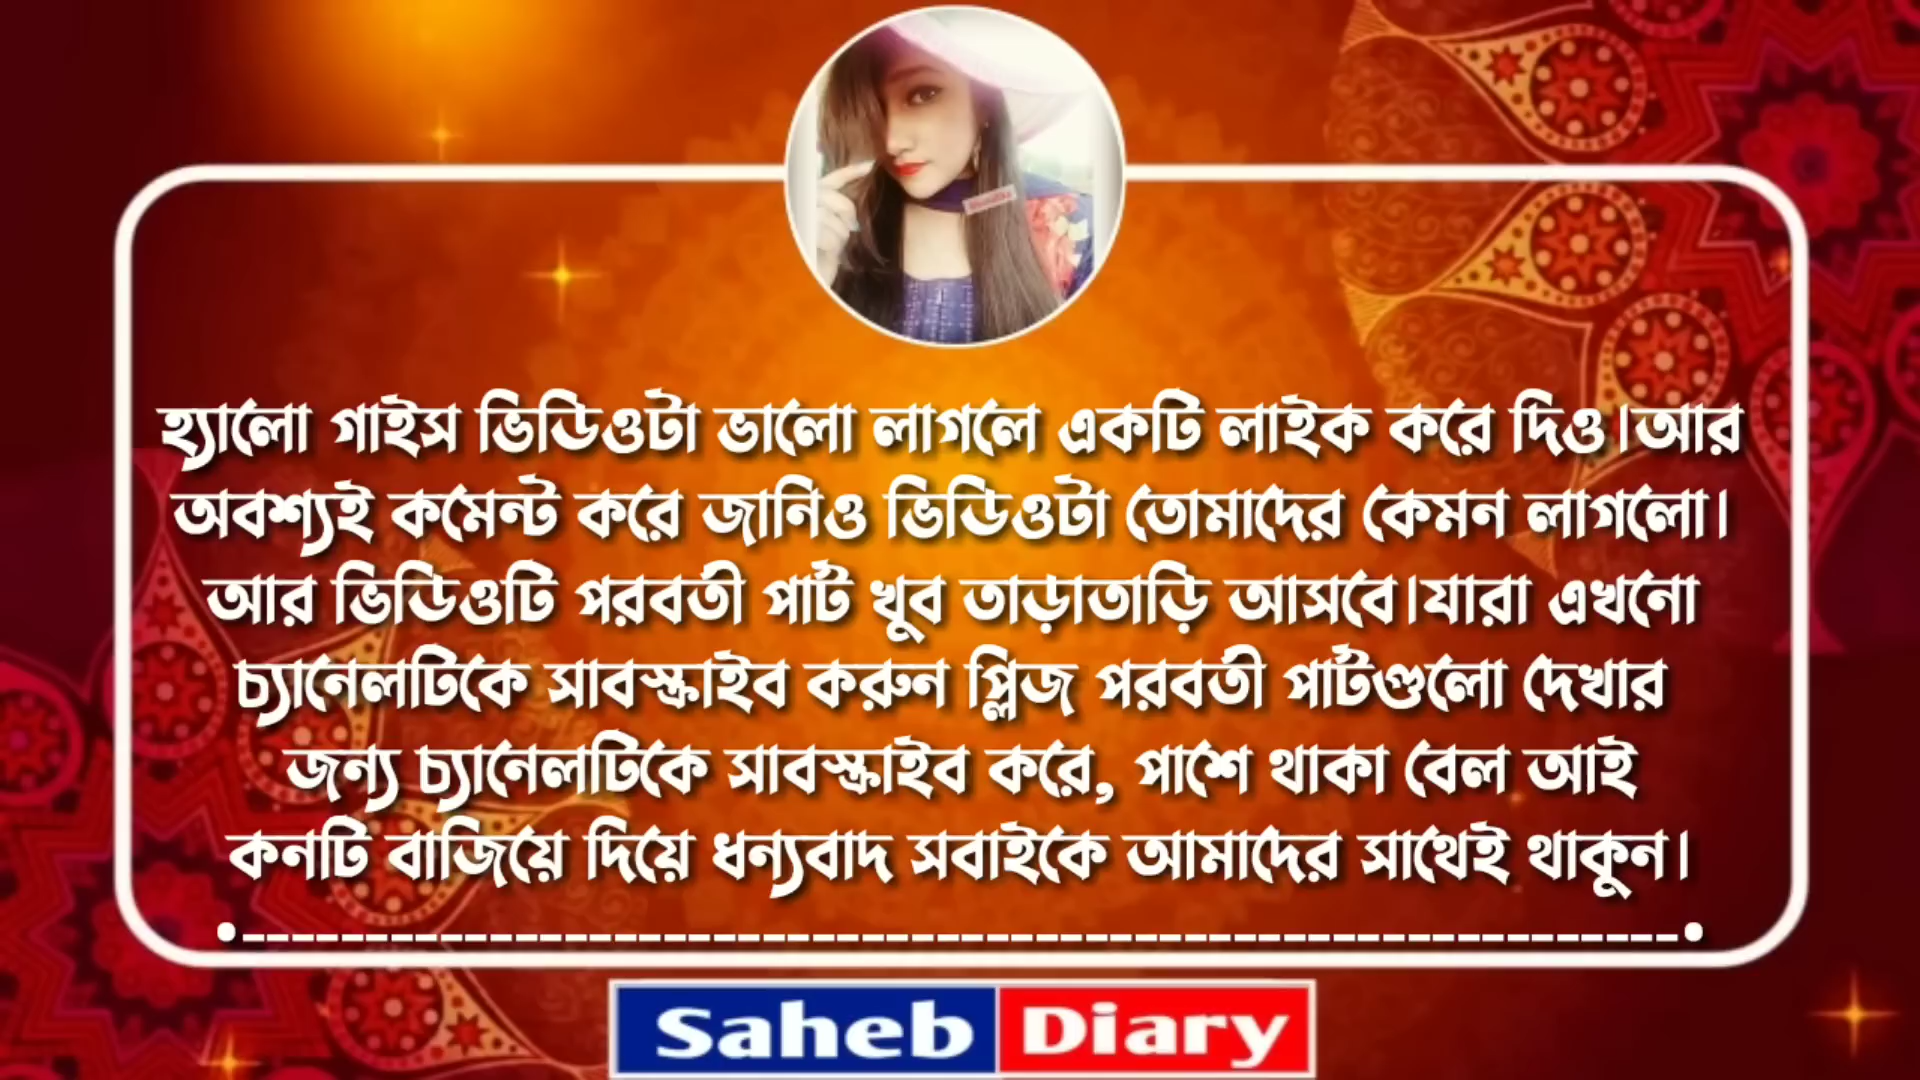 হ্যালো গাইস ভিডিওটা ভালো লাগলে একটি লাইক করে দিও।আর
অবশ্যই কমেন্ট করে জানিও ভিডিওটা তোমাদের কেমন লাগলো।
আর ভিডিওটি পরবর্তী পার্ট খুব তাড়াতাড়ি আসবে।যারা এখনো
চ্যানেলটিকে সাবস্ক্রাইব করুন প্লিজ পরবর্তী পার্টগুলো দেখার
জন্য চ্যানেলটিকে সাবস্ক্রাইব করে, পাশে থাকা বেল আই
কনটি বাজিয়ে দিয়ে ধন্যবাদ সবাইকে আমাদের সাথেই থাকুন।
Saheb Diary